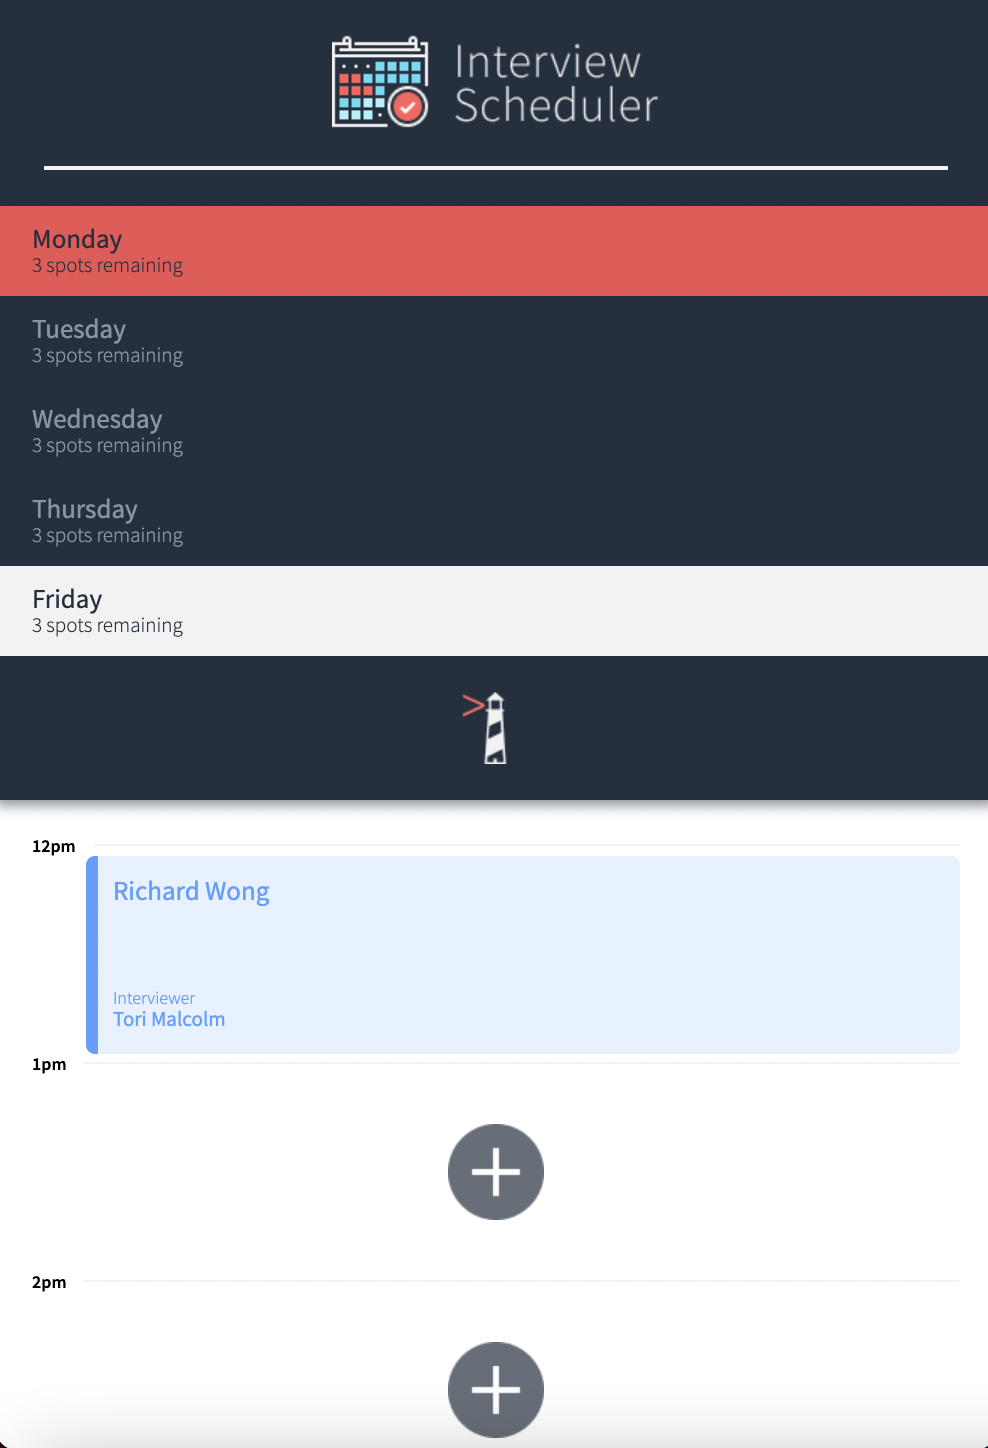 Interview
Scheduler
Monday
3 spots remaining
Tuesday
3 spots remaining
Wednesday
3 spots remaining
Thursday
3 spots remaining
Friday
3 spots remaining
12pm
Richard Wong
Interviewer
Tori Malcolm
1pm
2pm